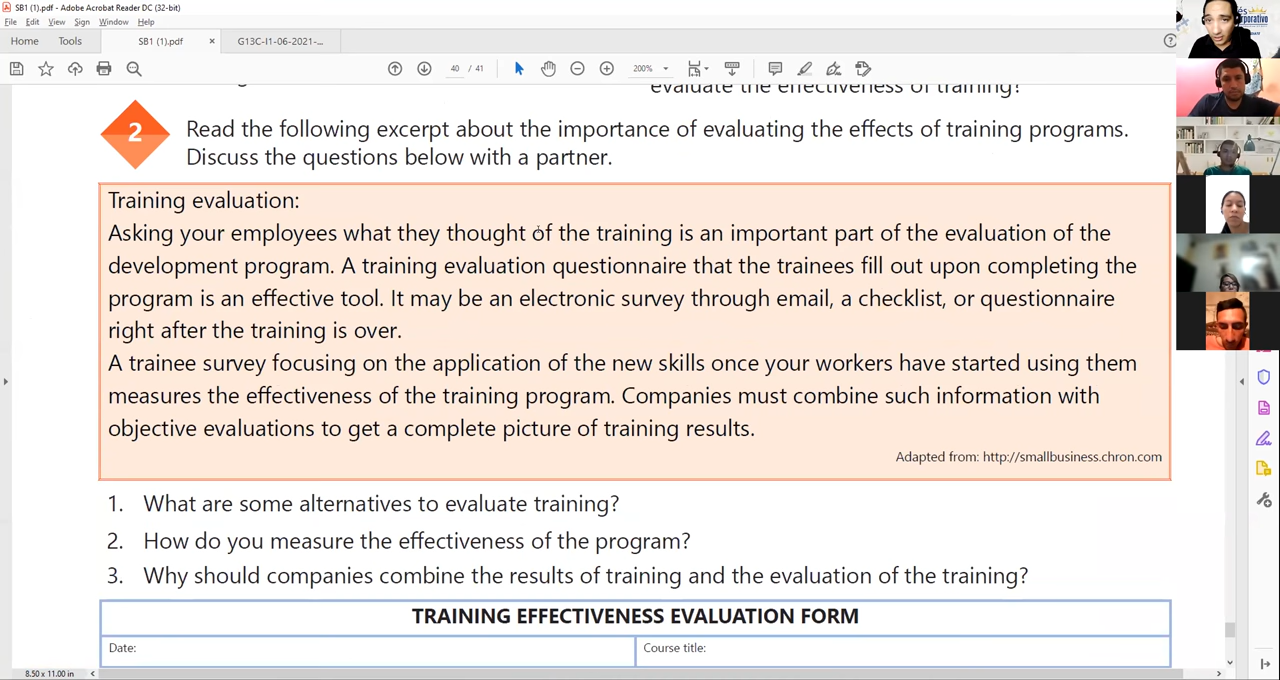 SB1 (1).pdf - Adobe Acrobat Reader DC (32-bit)
File Edit View Sign Window Help
Home Tools SB1 (1).pdf × G13C-I1-06-2021-...
40 / 41 200%
evaluate the effectiveness of training?
2
Read the following excerpt about the importance of evaluating the effects of training programs.
Discuss the questions below with a partner.
Training evaluation:
Asking your employees what they thought of the training is an important part of the evaluation of the
development program. A training evaluation questionnaire that the trainees fill out upon completing the
program is an effective tool. It may be an electronic survey through email, a checklist, or questionnaire
right after the training is over.
A trainee survey focusing on the application of the new skills once your workers have started using them
measures the effectiveness of the training program. Companies must combine such information with
objective evaluations to get a complete picture of training results.
Adapted from: http://smallbusiness.chron.com
1. What are some alternatives to evaluate training?
2. How do you measure the effectiveness of the program?
3. Why should companies combine the results of training and the evaluation of the training?
TRAINING EFFECTIVENESS EVALUATION FORM
Date: Course title:
8.50 x 11.00 in